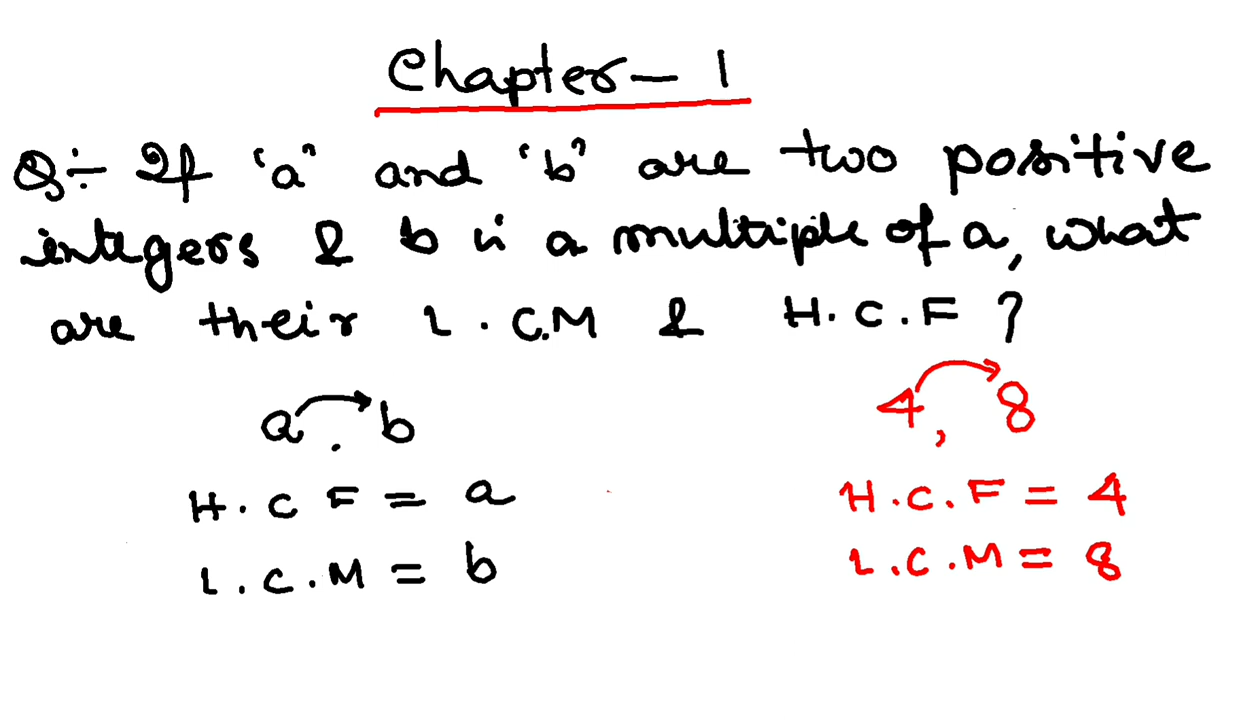 Chapter - 1
Q÷ If 'a' and 'b' are two positive
integers & b is a multiple of a, what
are their L.C.M & H.C.F ?
a, b
H.C F = a
L.C.M = b
4, 8
H.C.F = 4
L.C.M = 8